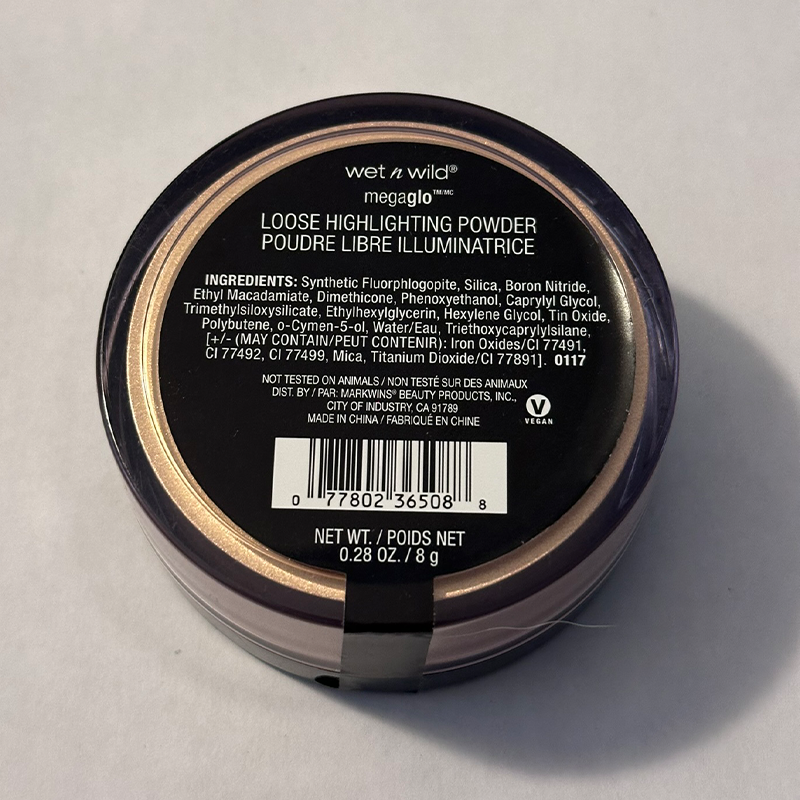 wet n wild®
megaglo™/MC
LOOSE HIGHLIGHTING POWDER
POUDRE LIBRE ILLUMINATRICE
INGREDIENTS: Synthetic Fluorphlogopite, Silica, Boron Nitride,
Ethyl Macadamiate, Dimethicone, Phenoxyethanol, Caprylyl Glycol,
Trimethylsiloxysilicate, Ethylhexylglycerin, Hexylene Glycol, Tin Oxide,
Polybutene, o-Cymen-5-ol, Water/Eau, Triethoxycaprylylsilane,
[+/- (MAY CONTAIN/PEUT CONTENIR): Iron Oxides/CI 77491,
CI 77492, CI 77499, Mica, Titanium Dioxide/CI 77891]. 0117
NOT TESTED ON ANIMALS / NON TESTÉ SUR DES ANIMAUX
DIST. BY / PAR: MARKWINS® BEAUTY PRODUCTS, INC.,
CITY OF INDUSTRY, CA 91789
MADE IN CHINA / FABRIQUÉ EN CHINE
V
VEGAN
0 77802 36508 8
NET WT. / POIDS NET
0.28 OZ. / 8 g